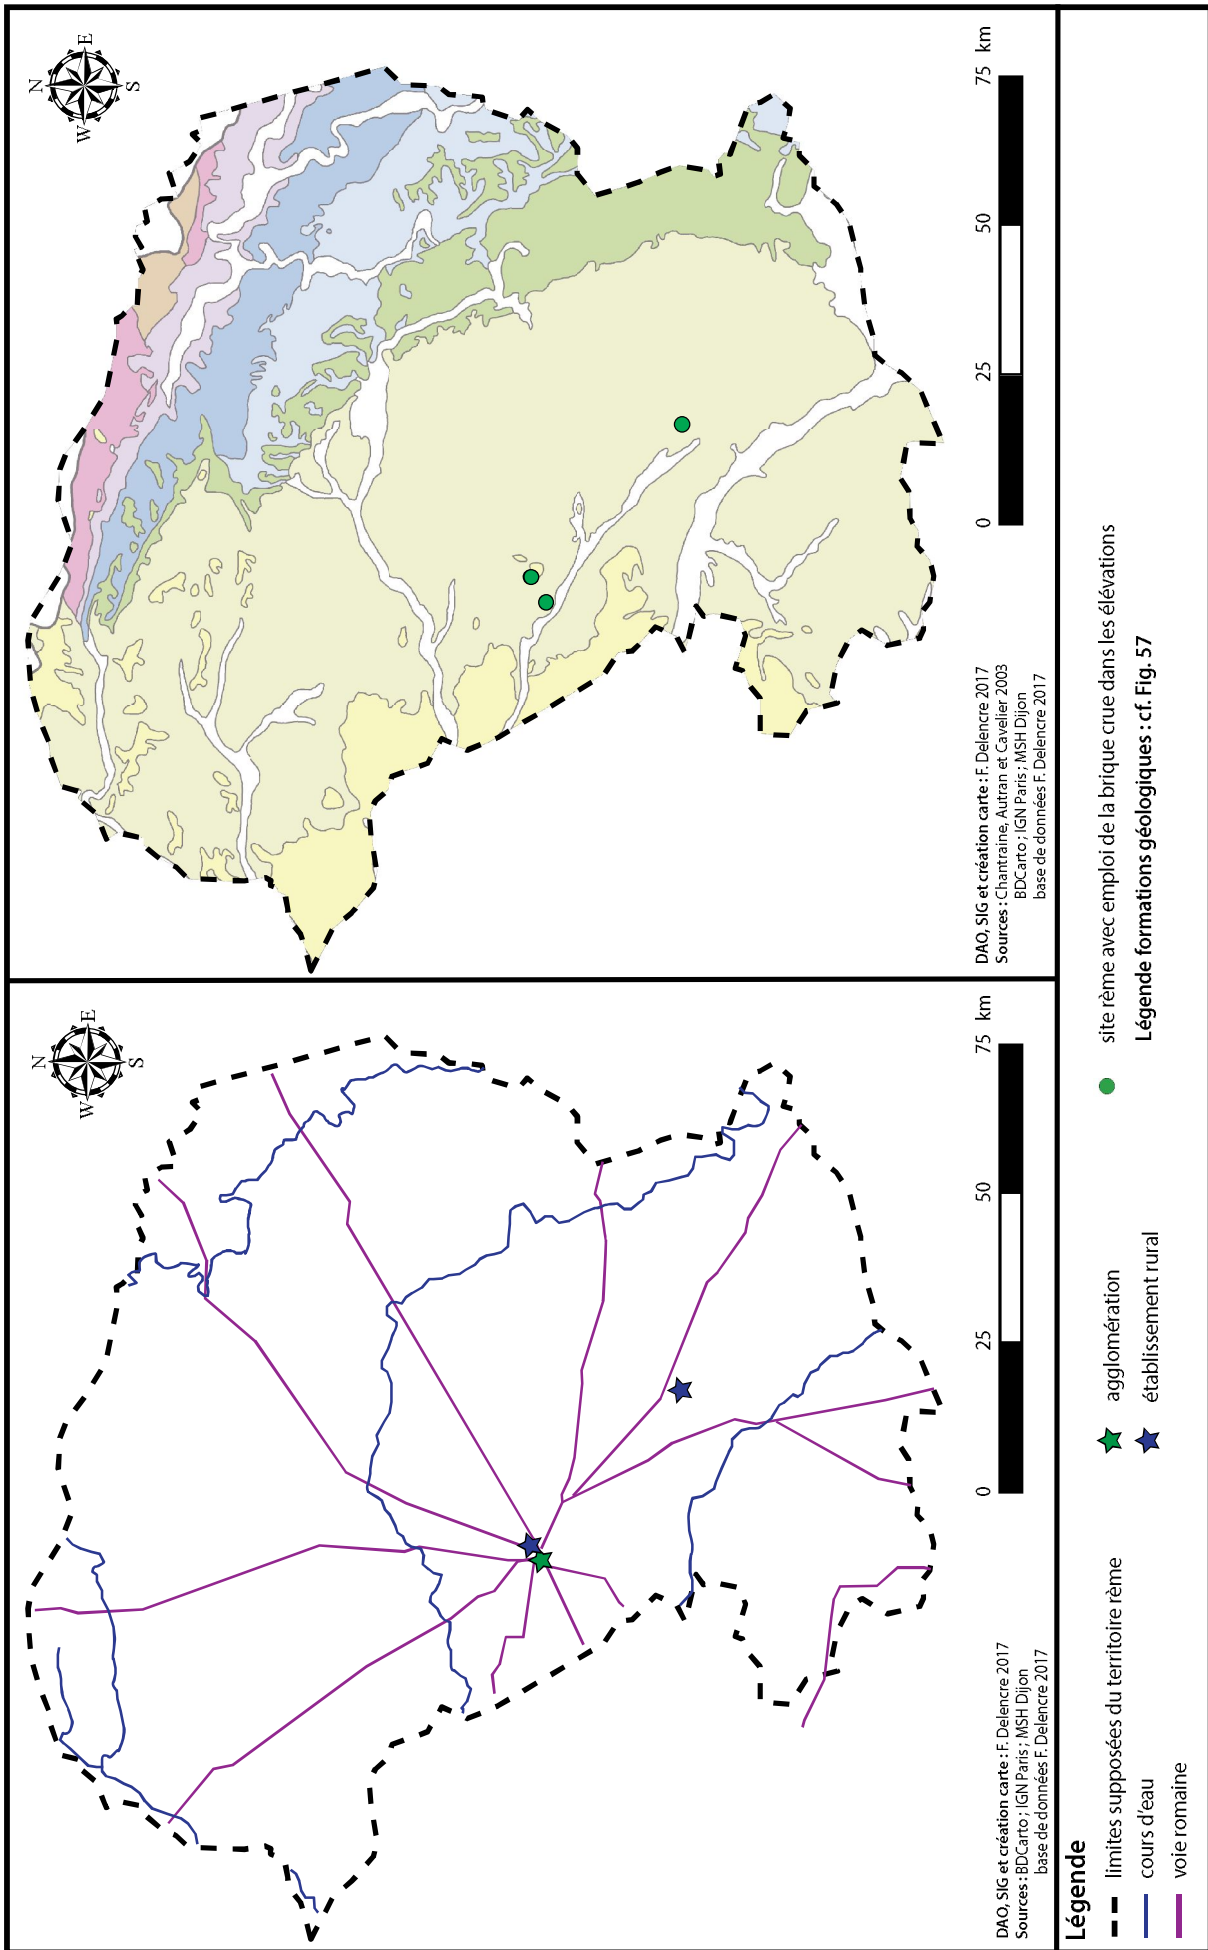 N
E
S
W
DAO, SIG et création carte : F. Delencre 2017
Sources : BDCarto ; IGN Paris ; MSH Dijon
base de données F. Delencre 2017
0
25
50
75
km
N
E
S
W
DAO, SIG et création carte : F. Delencre 2017
Sources : Chantraine, Autran et Cavelier 2003
BDCarto ; IGN Paris ; MSH Dijon
base de données F. Delencre 2017
0
25
50
75
km
Légende
limites supposées du territoire rème
cours d'eau
voie romaine
agglomération
établissement rural
site rème avec emploi de la brique crue dans les élévations
Légende formations géologiques : cf. Fig. 57